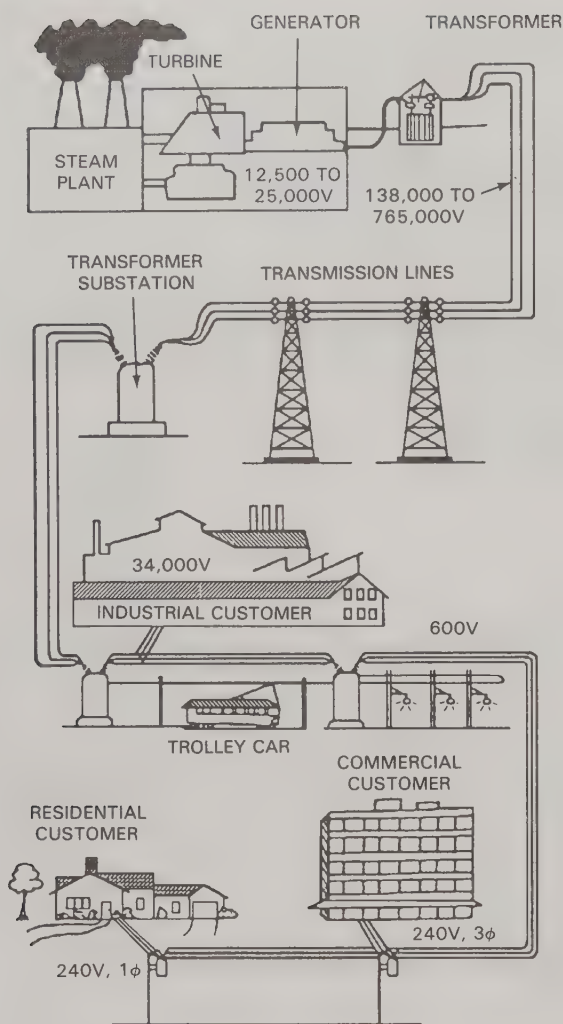 GENERATOR
TRANSFORMER
TURBINE
STEAM
PLANT
12,500 TO
25,000V
138,000 TO
765,000V
TRANSFORMER
SUBSTATION
TRANSMISSION LINES
34,000V
INDUSTRIAL CUSTOMER
600V
TROLLEY CAR
COMMERCIAL
CUSTOMER
RESIDENTIAL
CUSTOMER
240V, 3ϕ
240V, 1ϕ